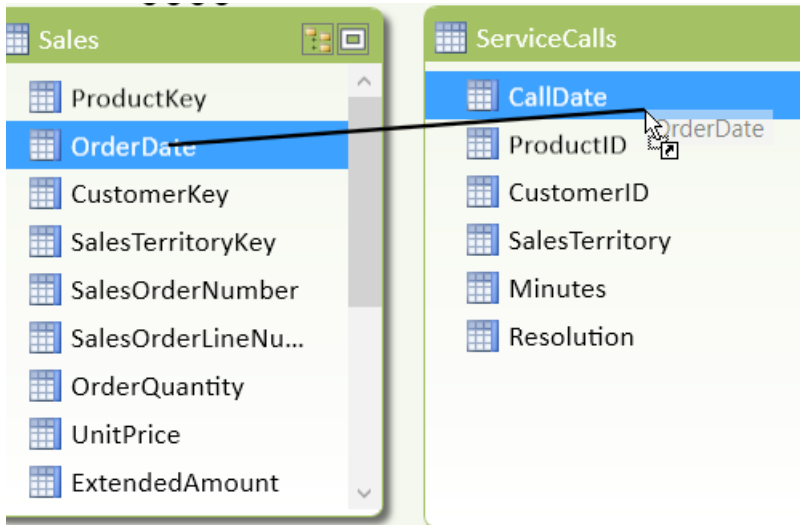 Sales
ProductKey
OrderDate
CustomerKey
SalesTerritoryKey
SalesOrderNumber
SalesOrderLineNu...
OrderQuantity
UnitPrice
ExtendedAmount
ServiceCalls
CallDate
OrderDate
ProductID
CustomerID
SalesTerritory
Minutes
Resolution